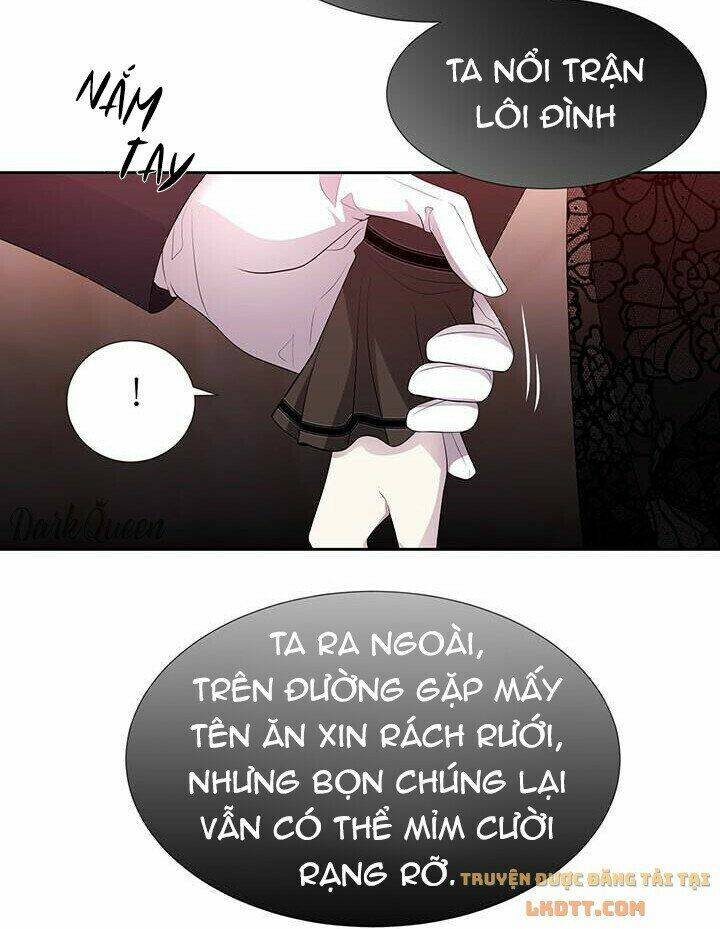 TA NỔI TRẬN
LÔI ĐÌNH
NẮM
TAY
!
DarkQueen
TA RA NGOÀI,
TRÊN ĐƯỜNG GẶP MẤY
TÊN ĂN XIN RÁCH RƯỚI,
NHƯNG BỌN CHÚNG LẠI
VẪN CÓ THỂ MỈM CƯỜI
RẠNG RỠ.
TRUYỆN ĐƯỢC ĐĂNG TẢI TẠI
LKDTT.COM